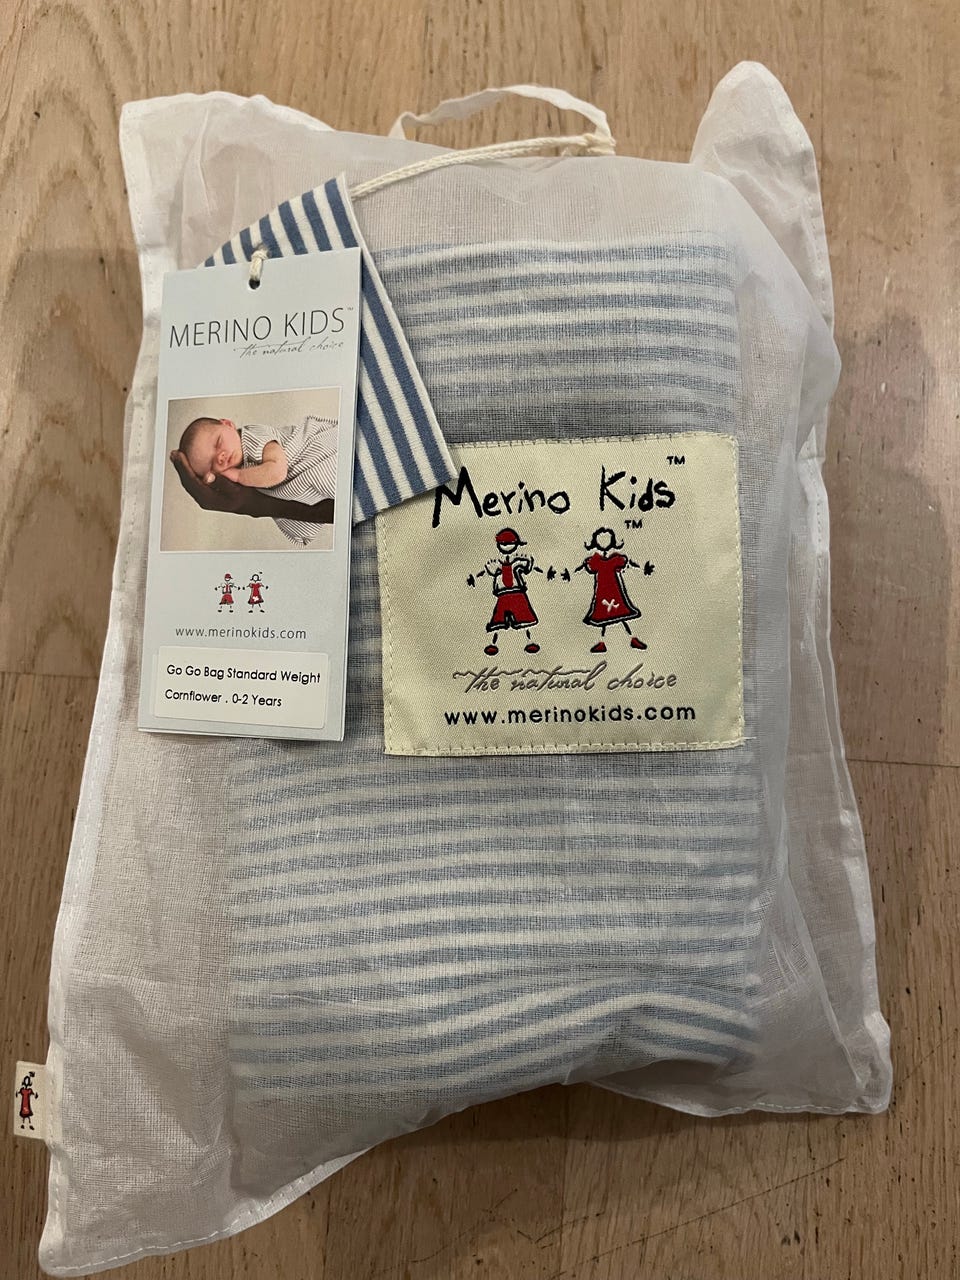 MERINO KIDS™
the natural choice
www.merinokids.com
Go Go Bag Standard Weight
Cornflower . 0-2 Years
Merino Kids™
™
the natural choice
www.merinokids.com